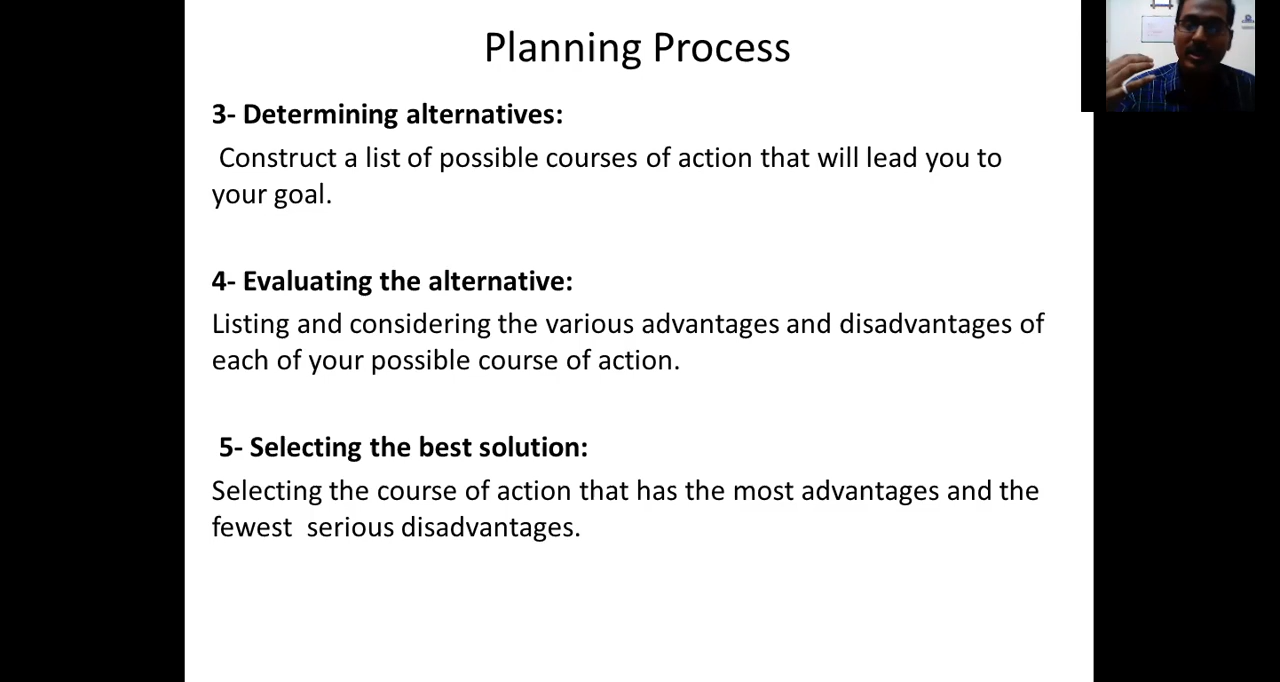 Planning Process
3- Determining alternatives:
Construct a list of possible courses of action that will lead you to
your goal.
4- Evaluating the alternative:
Listing and considering the various advantages and disadvantages of
each of your possible course of action.
5- Selecting the best solution:
Selecting the course of action that has the most advantages and the
fewest  serious disadvantages.